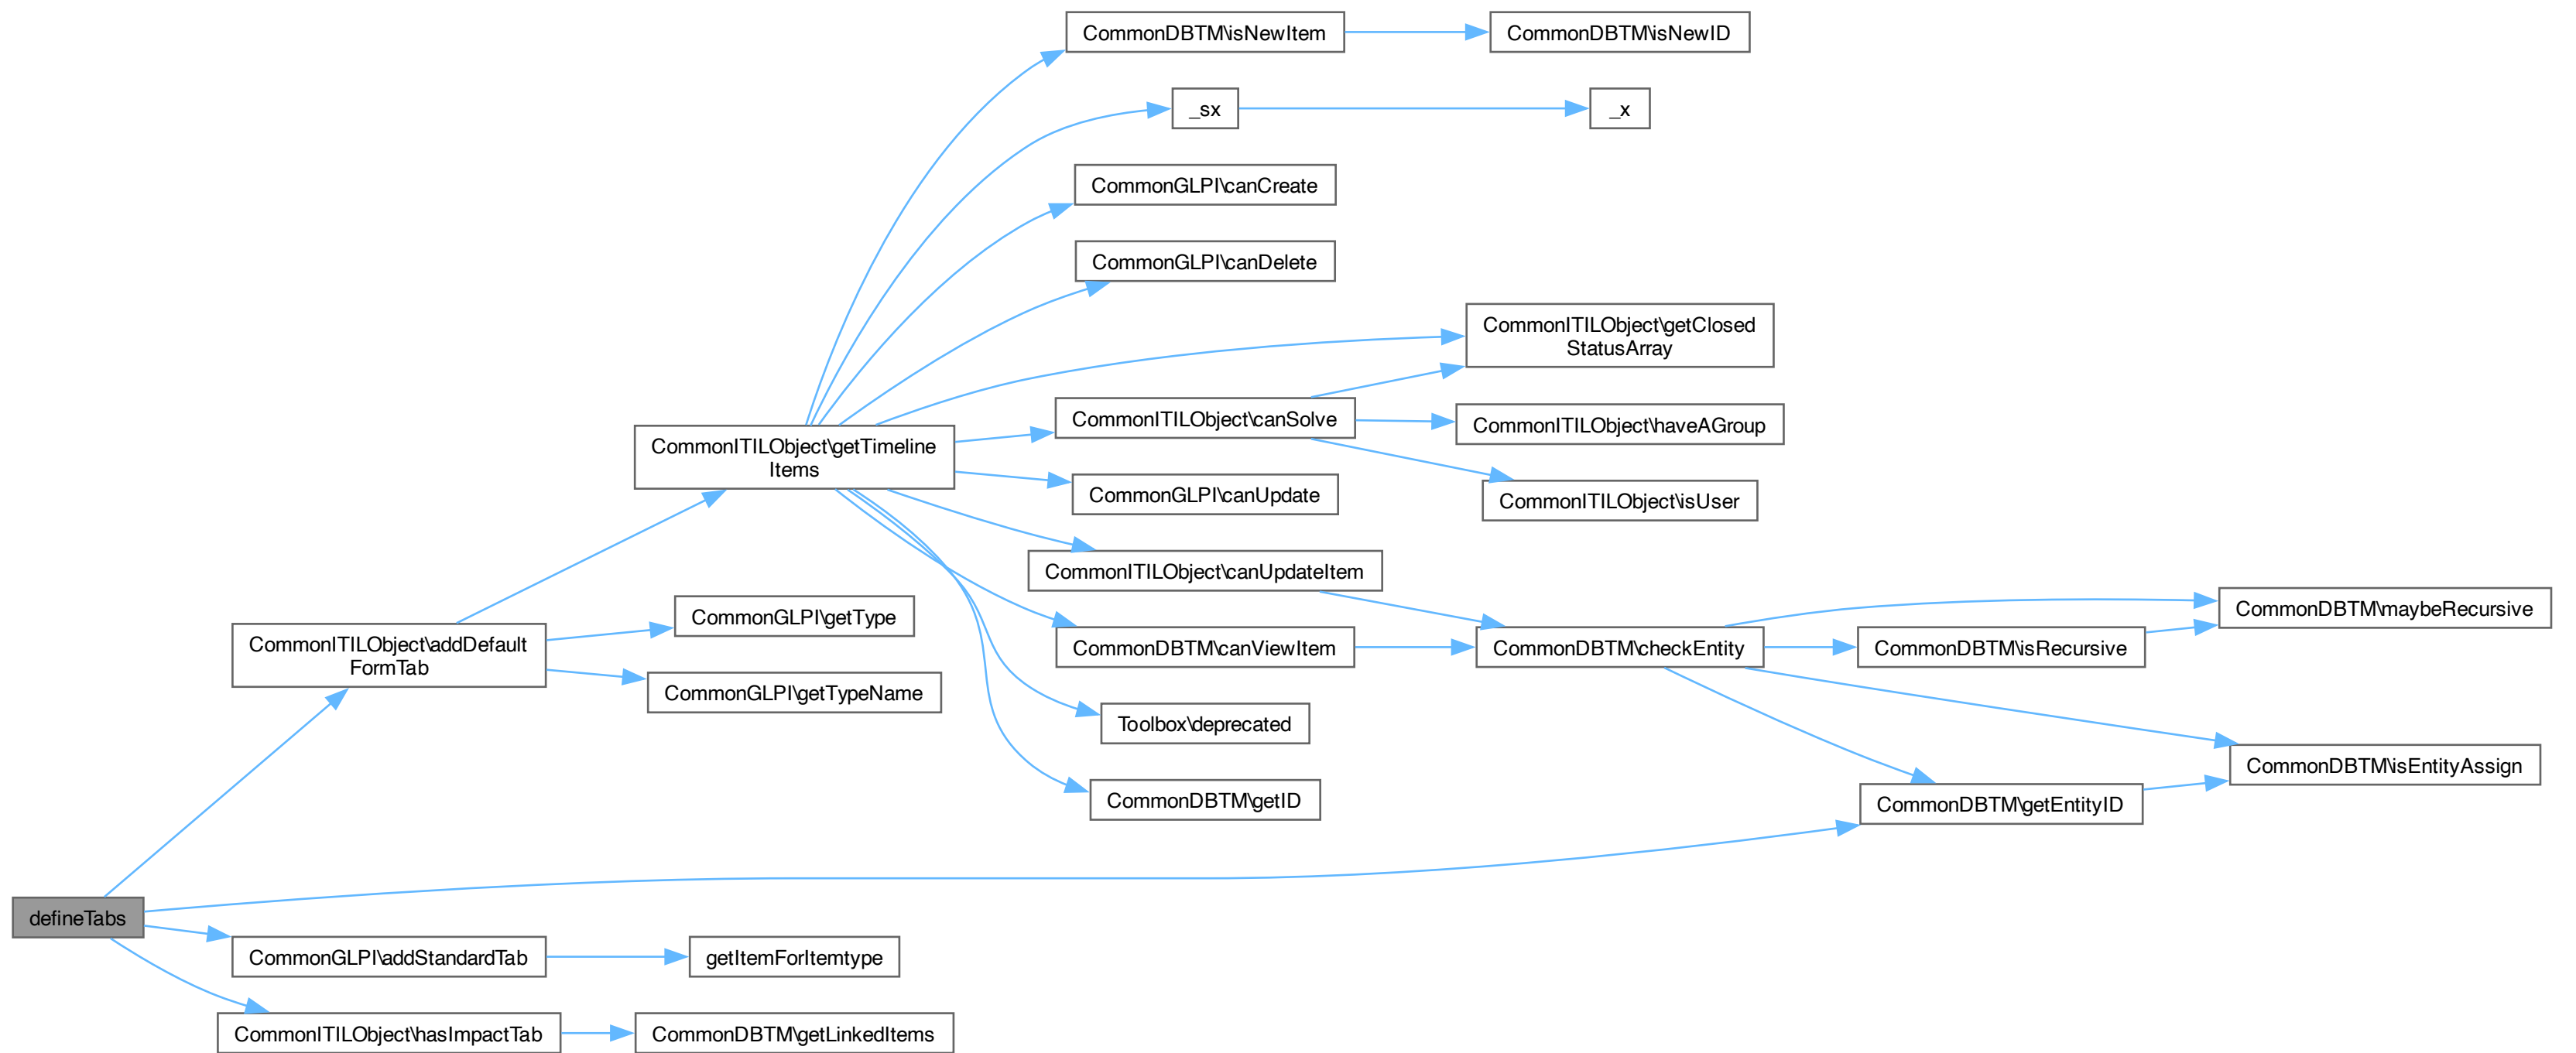 CommonDBTM\isNewItem
CommonDBTM\isNewID
_sx
_x
CommonGLPI\canCreate
CommonGLPI\canDelete
CommonITILObject\getClosed
StatusArray
CommonITILObject\canSolve
CommonITILObject\haveAGroup
CommonITILObject\getTimeline
Items
CommonGLPI\canUpdate
CommonITILObject\isUser
CommonITILObject\canUpdateItem
CommonGLPI\getType
CommonDBTM\maybeRecursive
CommonITILObject\addDefault
FormTab
CommonDBTM\canViewItem
CommonDBTM\checkEntity
CommonDBTM\isRecursive
CommonGLPI\getTypeName
Toolbox\deprecated
CommonDBTM\isEntityAssign
CommonDBTM\getID
CommonDBTM\getEntityID
defineTabs
CommonGLPI\addStandardTab
getItemForItemtype
CommonITILObject\hasImpactTab
CommonDBTM\getLinkedItems